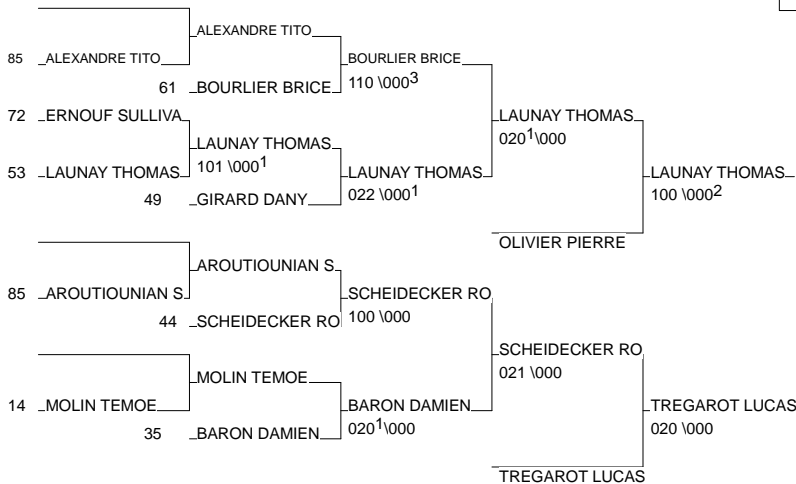 ALEXANDRE TITO
85 ALEXANDRE TITO
BOURLIER BRICE
61 BOURLIER BRICE
110 \000³
72 ERNOUF SULLIVA
LAUNAY THOMAS
020¹\000
LAUNAY THOMAS
101 \000¹
53 LAUNAY THOMAS
LAUNAY THOMAS
022 \000¹
LAUNAY THOMAS
100 \000²
49 GIRARD DANY
OLIVIER PIERRE
AROUTIOUNIAN S
85 AROUTIOUNIAN S
SCHEIDECKER RO
100 \000
44 SCHEIDECKER RO
SCHEIDECKER RO
021 \000
MOLIN TEMOE
14 MOLIN TEMOE
BARON DAMIEN
020¹\000
TREGAROT LUCAS
020 \000
35 BARON DAMIEN
TREGAROT LUCAS